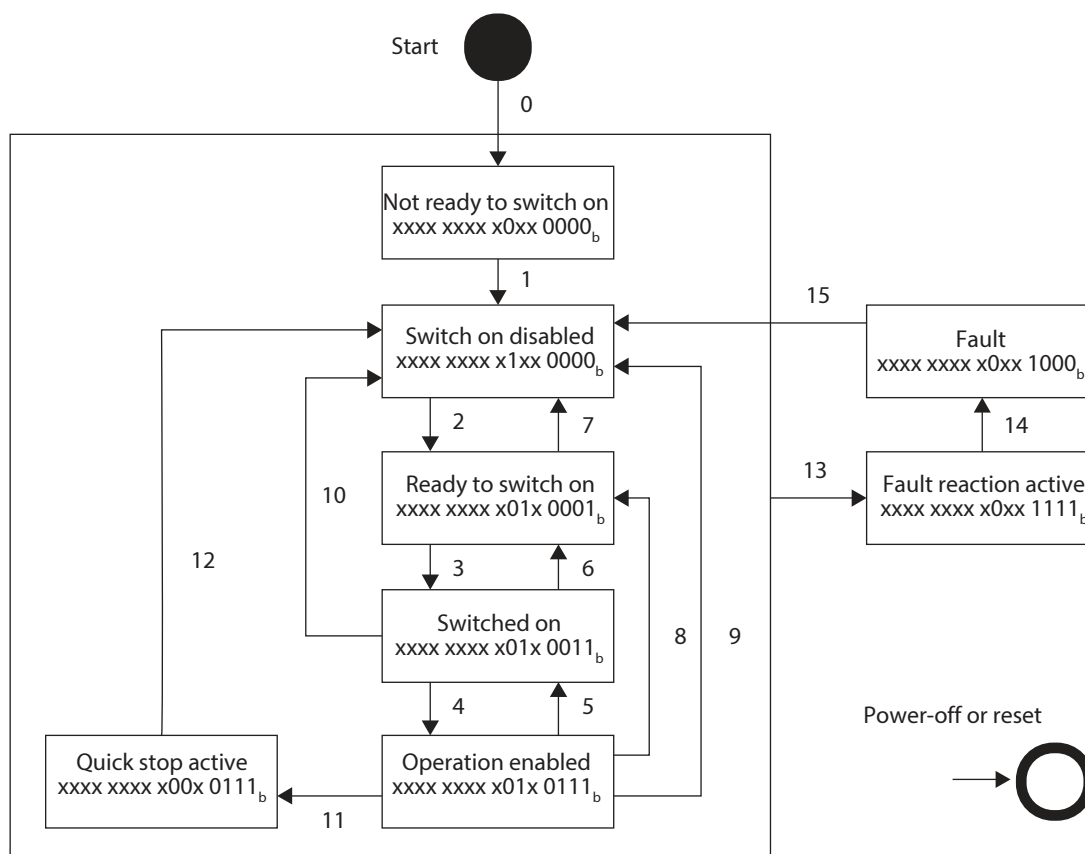 Start
0
Not ready to switch on
xxxx xxxx x0xx 0000b
1
15
Switch on disabled
xxxx xxxx x1xx 0000b
Fault
xxxx xxxx x0xx 1000b
2
7
14
13
Ready to switch on
xxxx xxxx x01x 0001b
Fault reaction active
xxxx xxxx x0xx 1111b
10
12
3
6
Switched on
xxxx xxxx x01x 0011b
8
9
4
5
Power-off or reset
Quick stop active
xxxx xxxx x00x 0111b
Operation enabled
xxxx xxxx x01x 0111b
11